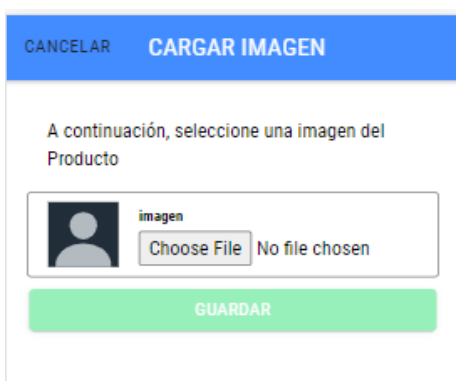 CANCELAR CARGAR IMAGEN
A continuación, seleccione una imagen del
Producto
imagen
Choose File No file chosen
GUARDAR